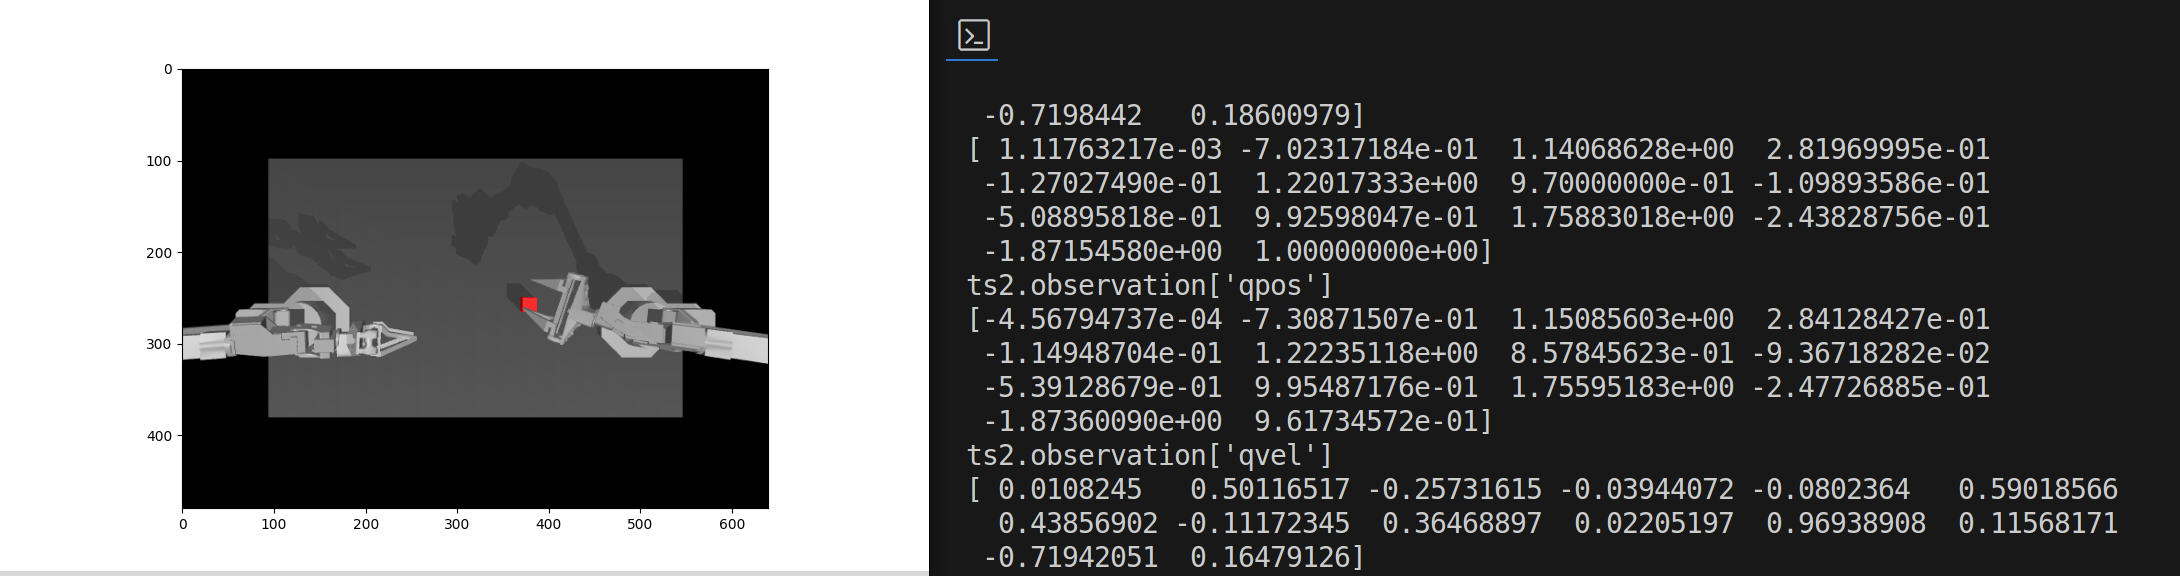 0
100
200
300
400
0 100 200 300 400 500 600
-0.7198442 0.18600979]
[ 1.11763217e-03 -7.02317184e-01 1.14068628e+00 2.81969995e-01
-1.27027490e-01 1.22017333e+00 9.70000000e-01 -1.09893586e-01
-5.08895818e-01 9.92598047e-01 1.75883018e+00 -2.43828756e-01
-1.87154580e+00 1.00000000e+00]
ts2.observation['qpos']
[-4.56794737e-04 -7.30871507e-01 1.15085603e+00 2.84128427e-01
-1.14948704e-01 1.22235118e+00 8.57845623e-01 -9.36718282e-02
-5.39128679e-01 9.95487176e-01 1.75595183e+00 -2.47726885e-01
-1.87360090e+00 9.61734572e-01]
ts2.observation['qvel']
[ 0.0108245 0.50116517 -0.25731615 -0.03944072 -0.0802364 0.59018566
0.43856902 -0.11172345 0.36468897 0.02205197 0.96938908 0.11568171
-0.71942051 0.16479126]